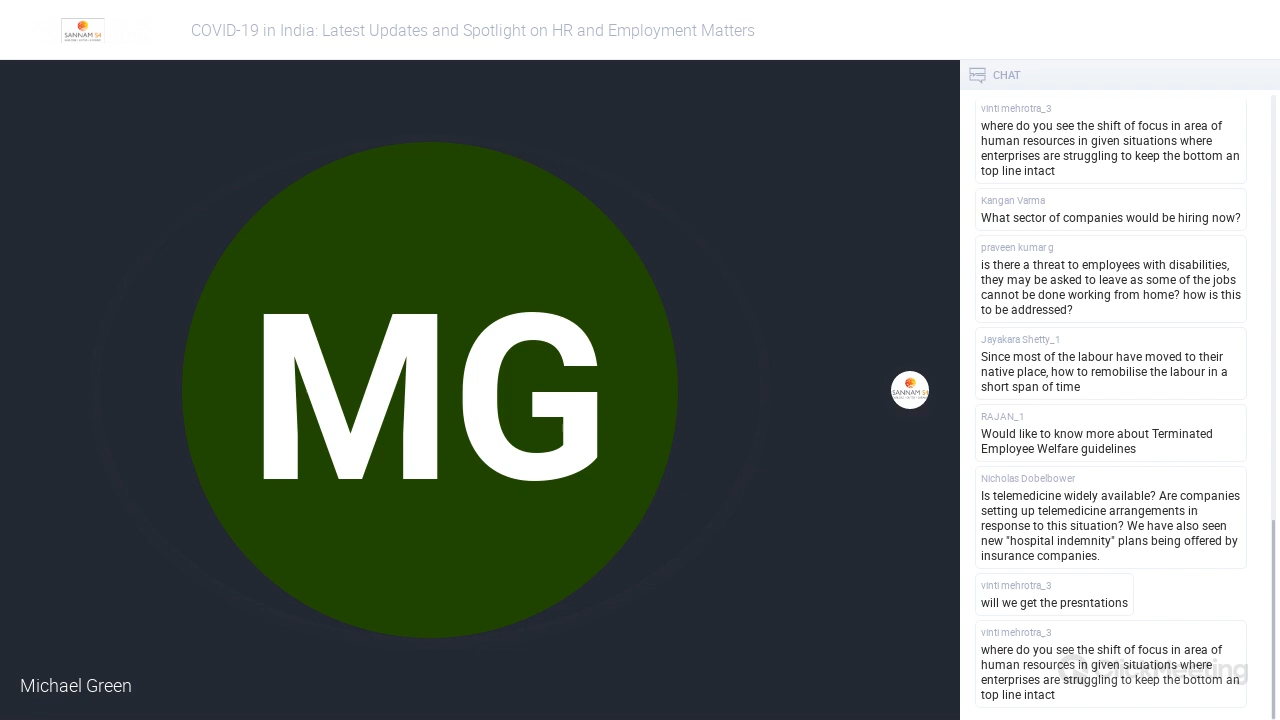 SANNAM S4
COVID-19 in India: Latest Updates and Spotlight on HR and Employment Matters
MG
SANNAM S4
Michael Green
CHAT
vinti mehrotra_3
where do you see the shift of focus in area of
human resources in given situations where
enterprises are struggling to keep the bottom an
top line intact
Kangan Varma
What sector of companies would be hiring now?
praveen kumar g
is there a threat to employees with disabilities,
they may be asked to leave as some of the jobs
cannot be done working from home? how is this
to be addressed?
Jayakara Shetty_1
Since most of the labour have moved to their
native place, how to remobilise the labour in a
short span of time
RAJAN_1
Would like to know more about Terminated
Employee Welfare guidelines
Nicholas Dobelbower
Is telemedicine widely available? Are companies
setting up telemedicine arrangements in
response to this situation? We have also seen
new "hospital indemnity" plans being offered by
insurance companies.
vinti mehrotra_3
will we get the presntations
vinti mehrotra_3
where do you see the shift of focus in area of
human resources in given situations where
enterprises are struggling to keep the bottom an
top line intact
ClickMeeting